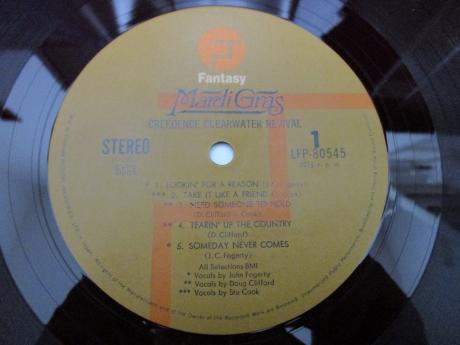 Fantasy
Mardi Gras
CREEDENCE CLEARWATER REVIVAL
STEREO
1
LFP-80545
* 1. LOOKIN' FOR A REASON
*** 2. TAKE IT LIKE A FRIEND
** 3. NEED SOMEONE TO HOLD
(D. Clifford - Cook)
** 4. TEARIN' UP THE COUNTRY
(D. Clifford)
* 5. SOMEDAY NEVER COMES
(J.C. Fogerty)
All Selections BMI
* Vocals by John Fogerty
** Vocals by Doug Clifford
*** Vocals by Stu Cook